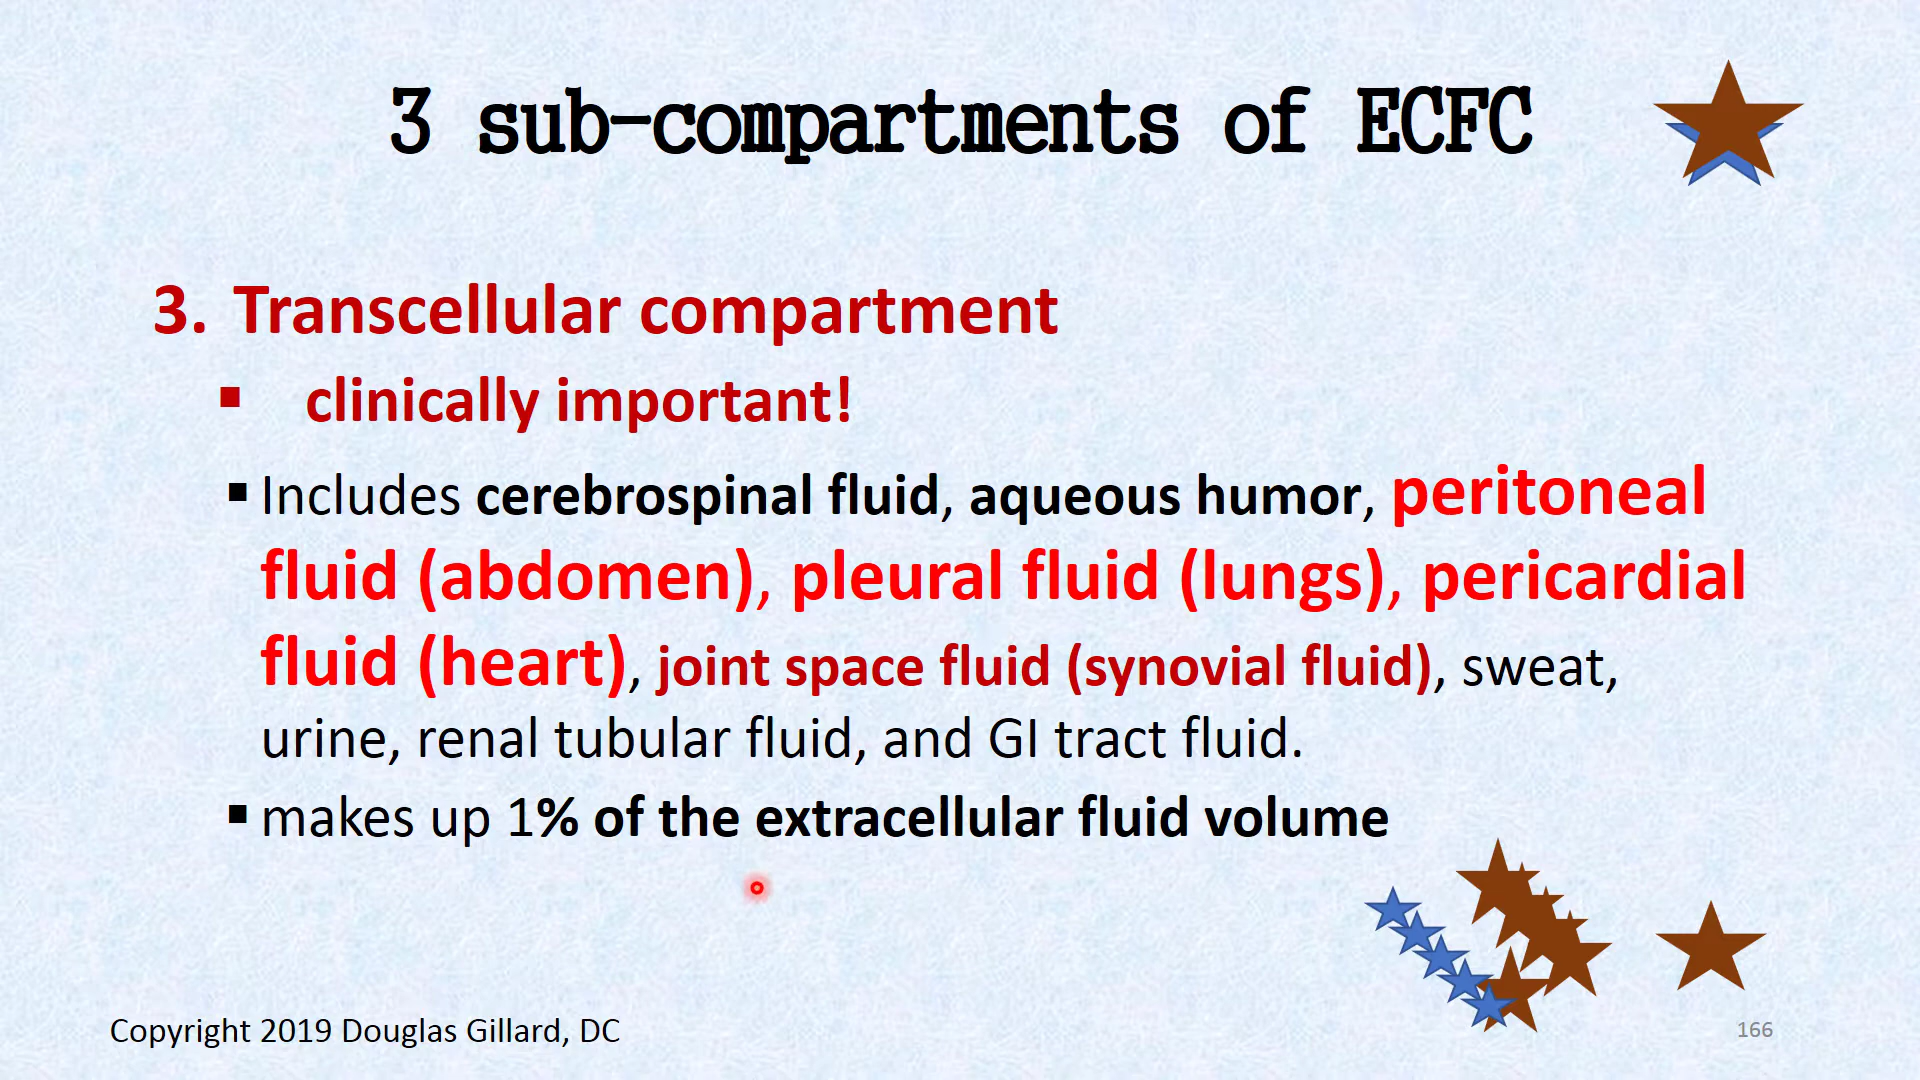 3 sub-compartments of ECFC
3. Transcellular compartment
▪ clinically important!
▪ Includes cerebrospinal fluid, aqueous humor, peritoneal
fluid (abdomen), pleural fluid (lungs), pericardial
fluid (heart), joint space fluid (synovial fluid), sweat,
urine, renal tubular fluid, and GI tract fluid.
▪ makes up 1% of the extracellular fluid volume
Copyright 2019 Douglas Gillard, DC
166